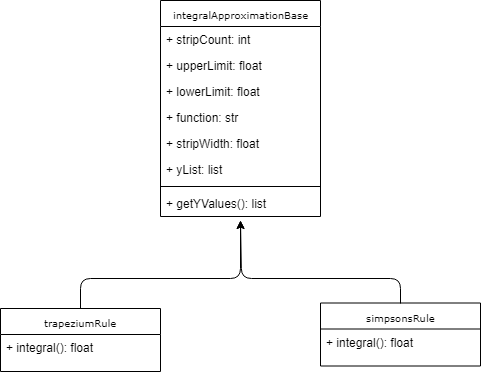 integralApproximationBase
+ stripCount: int
+ upperLimit: float
+ lowerLimit: float
+ function: str
+ stripWidth: float
+ yList: list
+ getYValues(): list
trapeziumRule
+ integral(): float
simpsonsRule
+ integral(): float